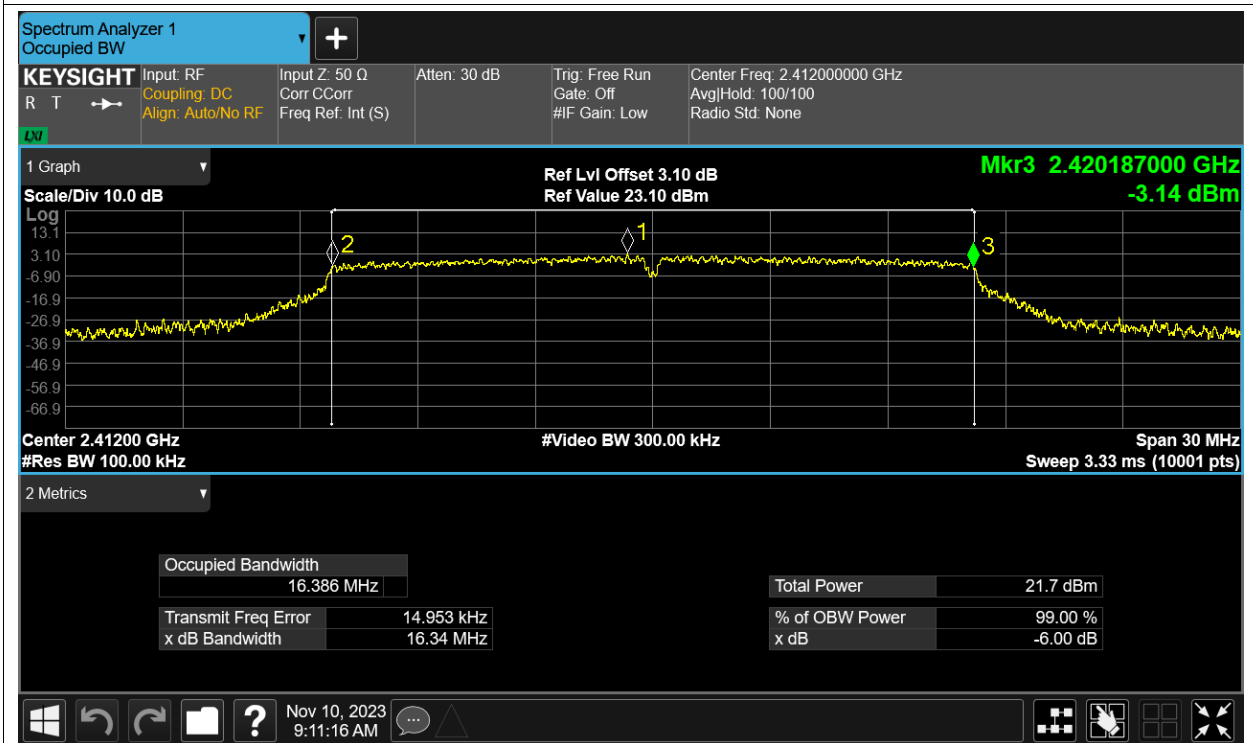 Spectrum Analyzer 1
Occupied BW
KEYSIGHT
R T
LXI
Input: RF
Coupling: DC
Align: Auto/No RF
Input Z: 50 Ω
Corr CCorr
Freq Ref: Int (S)
Atten: 30 dB
Trig: Free Run
Gate: Off
#IF Gain: Low
Center Freq: 2.412000000 GHz
Avg|Hold: 100/100
Radio Std: None
1 Graph
Scale/Div 10.0 dB
Ref Lvl Offset 3.10 dB
Ref Value 23.10 dBm
Mkr3 2.420187000 GHz
-3.14 dBm
Log
13.1
3.10
-6.90
-16.9
-26.9
-36.9
-46.9
-56.9
-66.9
2
1
3
Center 2.41200 GHz
#Res BW 100.00 kHz
#Video BW 300.00 kHz
Span 30 MHz
Sweep 3.33 ms (10001 pts)
2 Metrics
Occupied Bandwidth
16.386 MHz
Transmit Freq Error 14.953 kHz
x dB Bandwidth 16.34 MHz
Total Power 21.7 dBm
% of OBW Power 99.00 %
x dB -6.00 dB
?
Nov 10, 2023
9:11:16 AM